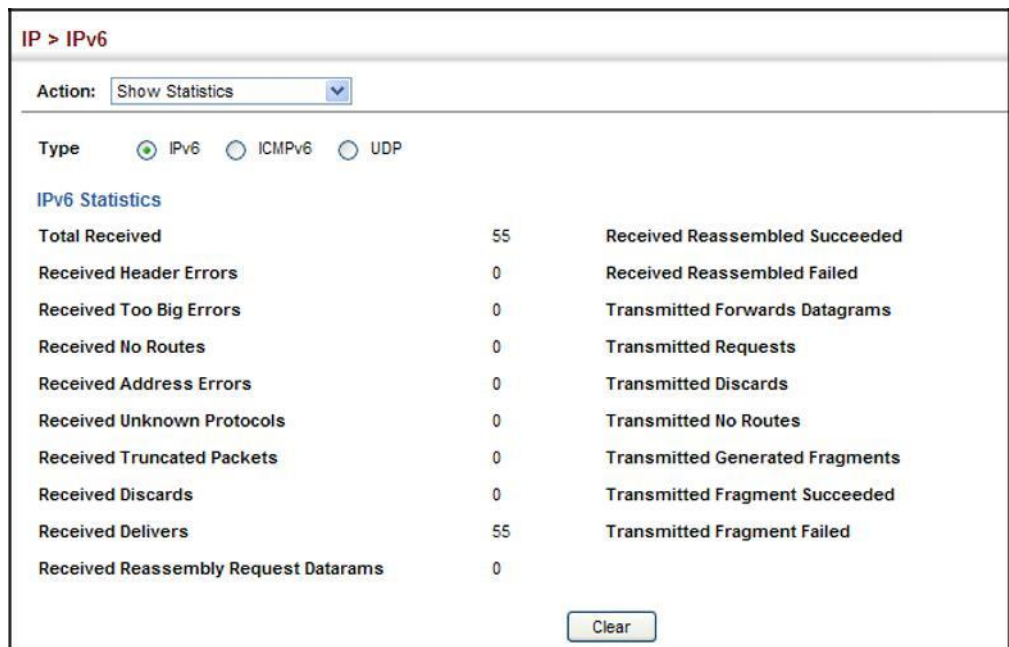 IP > IPv6
Action: Show Statistics
Type IPv6 ICMPv6 UDP
IPv6 Statistics
Total Received 55 Received Reassembled Succeeded
Received Header Errors 0 Received Reassembled Failed
Received Too Big Errors 0 Transmitted Forwards Datagrams
Received No Routes 0 Transmitted Requests
Received Address Errors 0 Transmitted Discards
Received Unknown Protocols 0 Transmitted No Routes
Received Truncated Packets 0 Transmitted Generated Fragments
Received Discards 0 Transmitted Fragment Succeeded
Received Delivers 55 Transmitted Fragment Failed
Received Reassembly Request Datarams 0
Clear